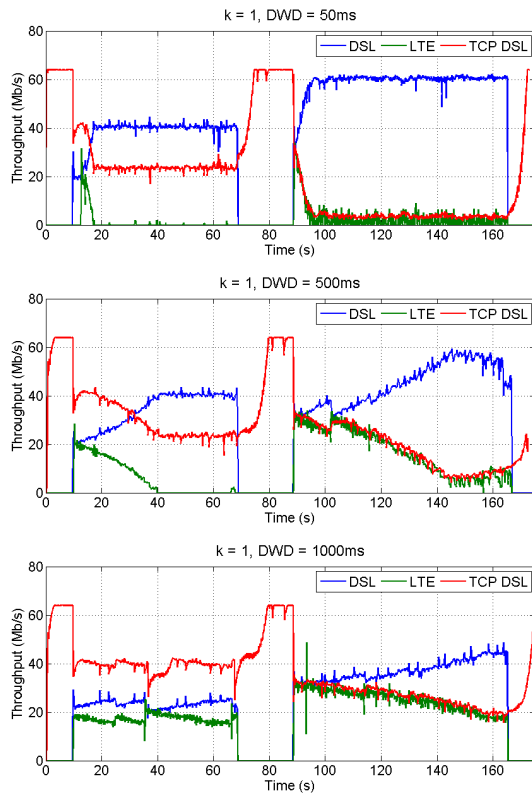 k = 1, DWD = 50ms
DSL LTE TCP DSL
Throughput (Mb/s)
80
60
40
20
0
0 20 40 60 80 100 120 140 160
Time (s)
k = 1, DWD = 500ms
DSL LTE TCP DSL
Throughput (Mb/s)
80
60
40
20
0
0 20 40 60 80 100 120 140 160
Time (s)
k = 1, DWD = 1000ms
DSL LTE TCP DSL
Throughput (Mb/s)
80
60
40
20
0
0 20 40 60 80 100 120 140 160
Time (s)